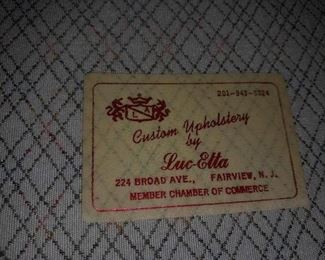 201-943-5324
L A
Custom Upholstery
by
Luc-Etta
224 BROAD AVE., FAIRVIEW, N. J.
MEMBER CHAMBER OF COMMERCE